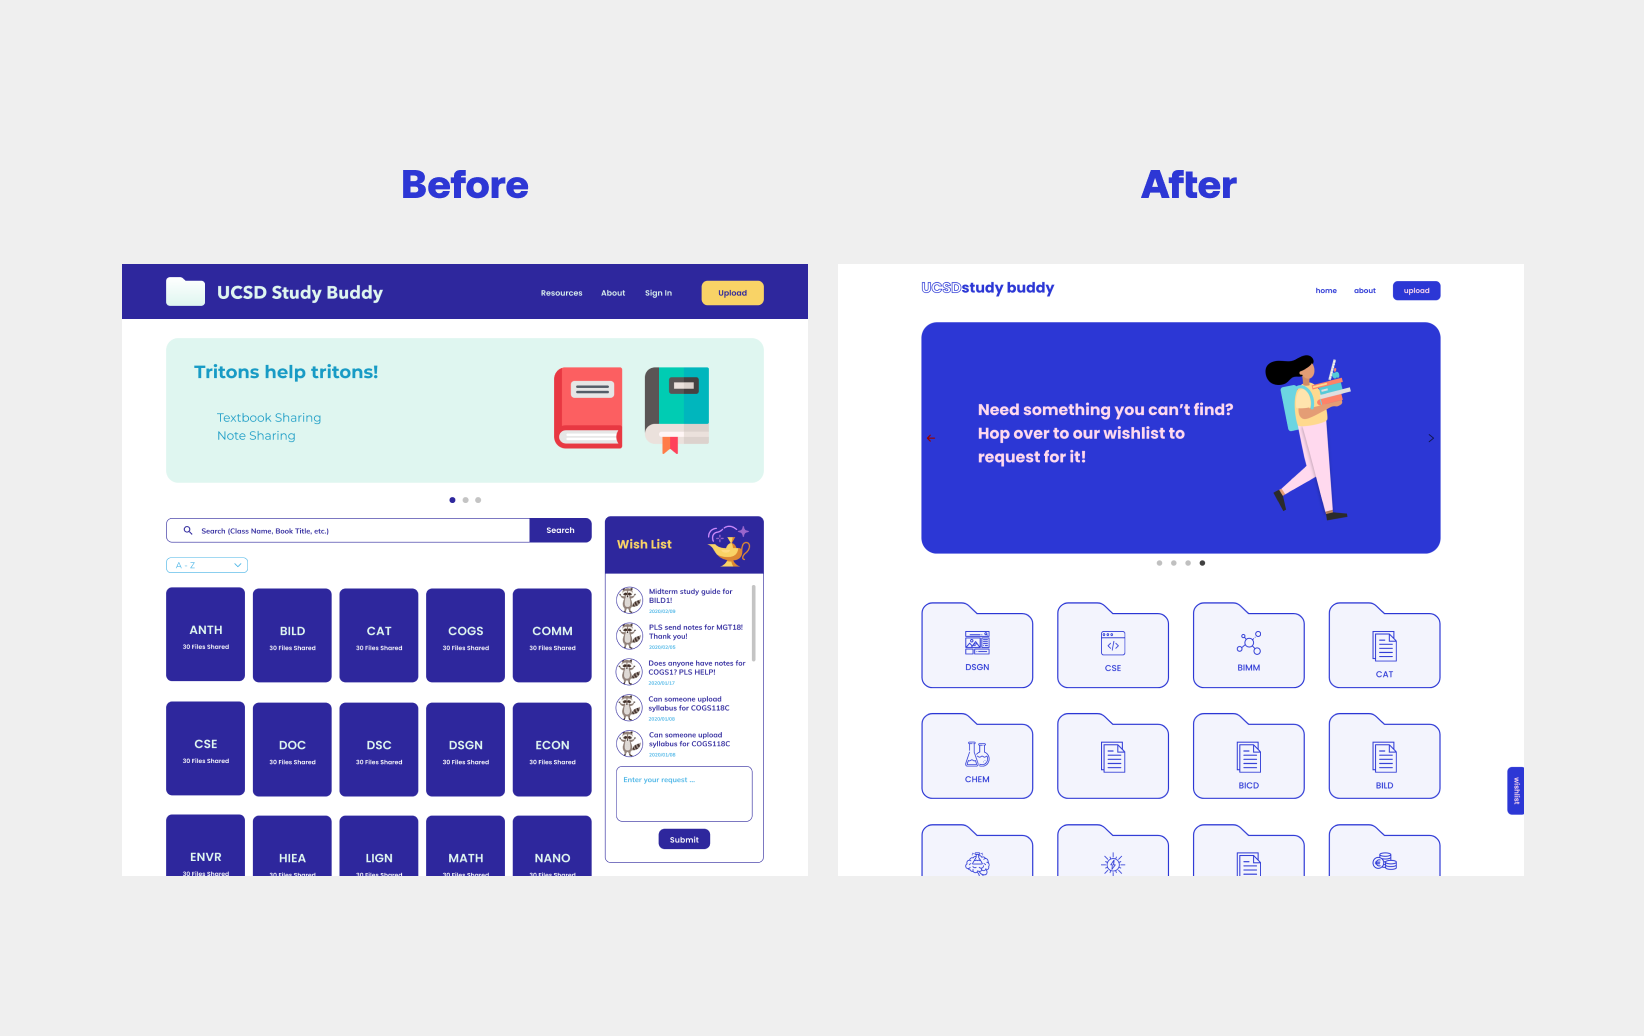 Before
After
UCSD Study Buddy
Resources About Sign In Upload
Tritons help tritons!
Textbook Sharing
Note Sharing
Search (Class Name, Book Title, etc.) Search
A - Z
ANTH
30 Files Shared
BILD
30 Files Shared
CAT
30 Files Shared
COGS
30 Files Shared
COMM
30 Files Shared
CSE
30 Files Shared
DOC
30 Files Shared
DSC
30 Files Shared
DSGN
30 Files Shared
ECON
30 Files Shared
ENVR
30 Files Shared
HIEA
30 Files Shared
LIGN
30 Files Shared
MATH
30 Files Shared
NANO
30 Files Shared
Wish List
Midterm study guide for
BILD1!
2020/02/09
PLS send notes for MGT18!
Thank you!
2020/02/05
Does anyone have notes for
COGS1? PLS HELP!
2020/01/17
Can someone upload
syllabus for COGS118C
2020/01/08
Can someone upload
syllabus for COGS118C
2020/01/08
Enter your request ...
Submit
UCSDstudy buddy
home about upload
Need something you can't find?
Hop over to our wishlist to
request for it!
DSGN
CSE
BIMM
CAT
CHEM
BICD
BILD
wishlist